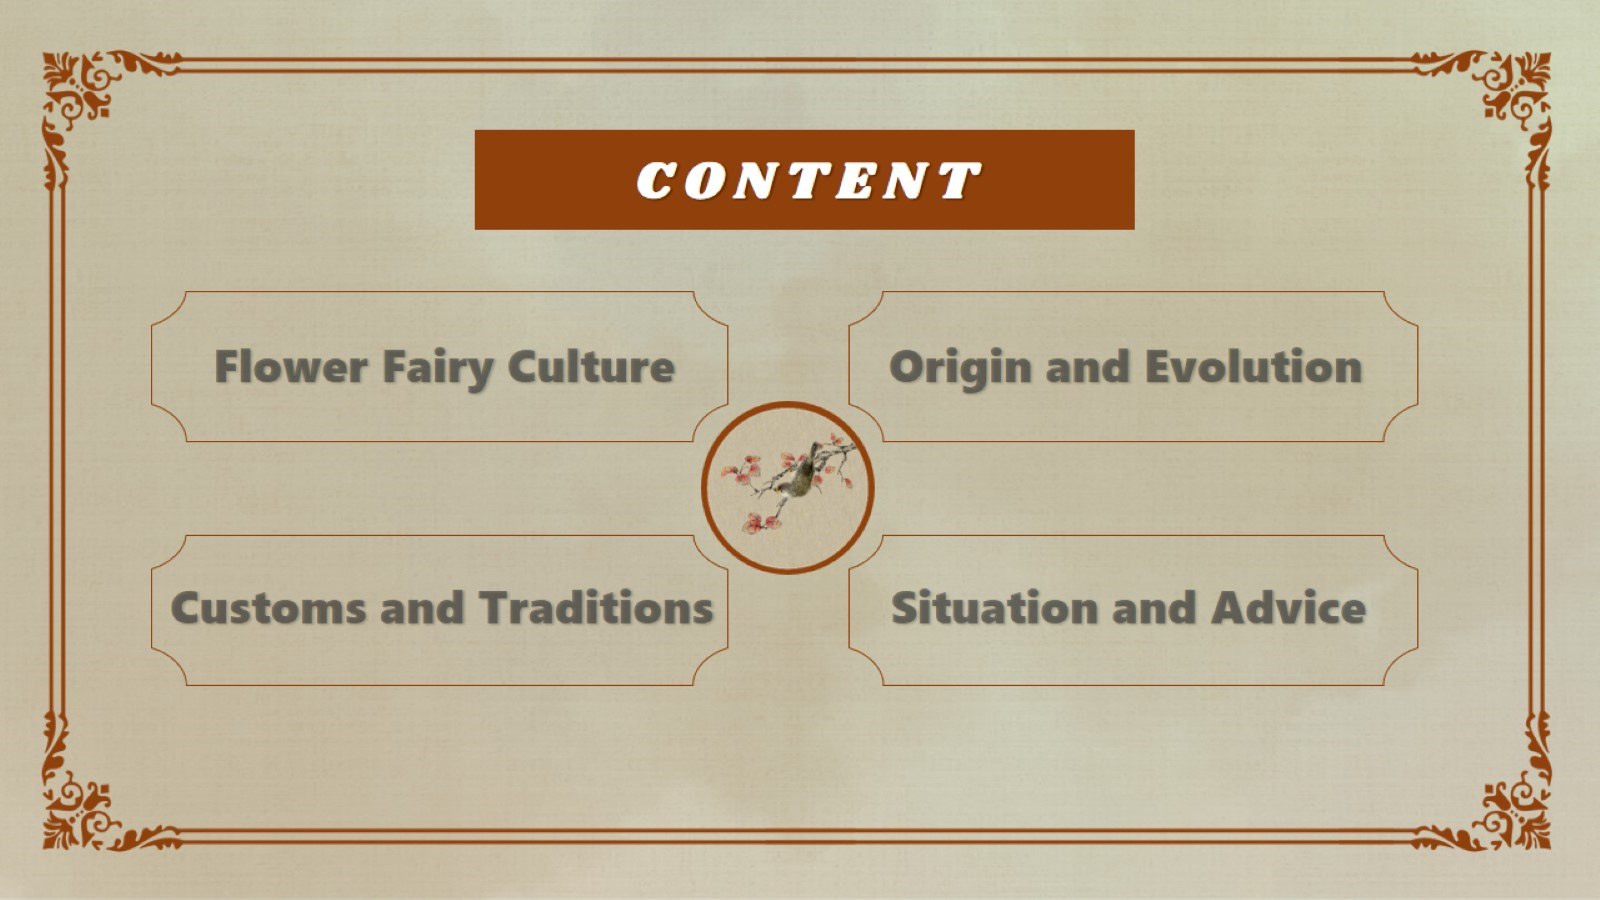 CONTENT
Flower Fairy Culture
Origin and Evolution
Customs and Traditions
Situation and Advice